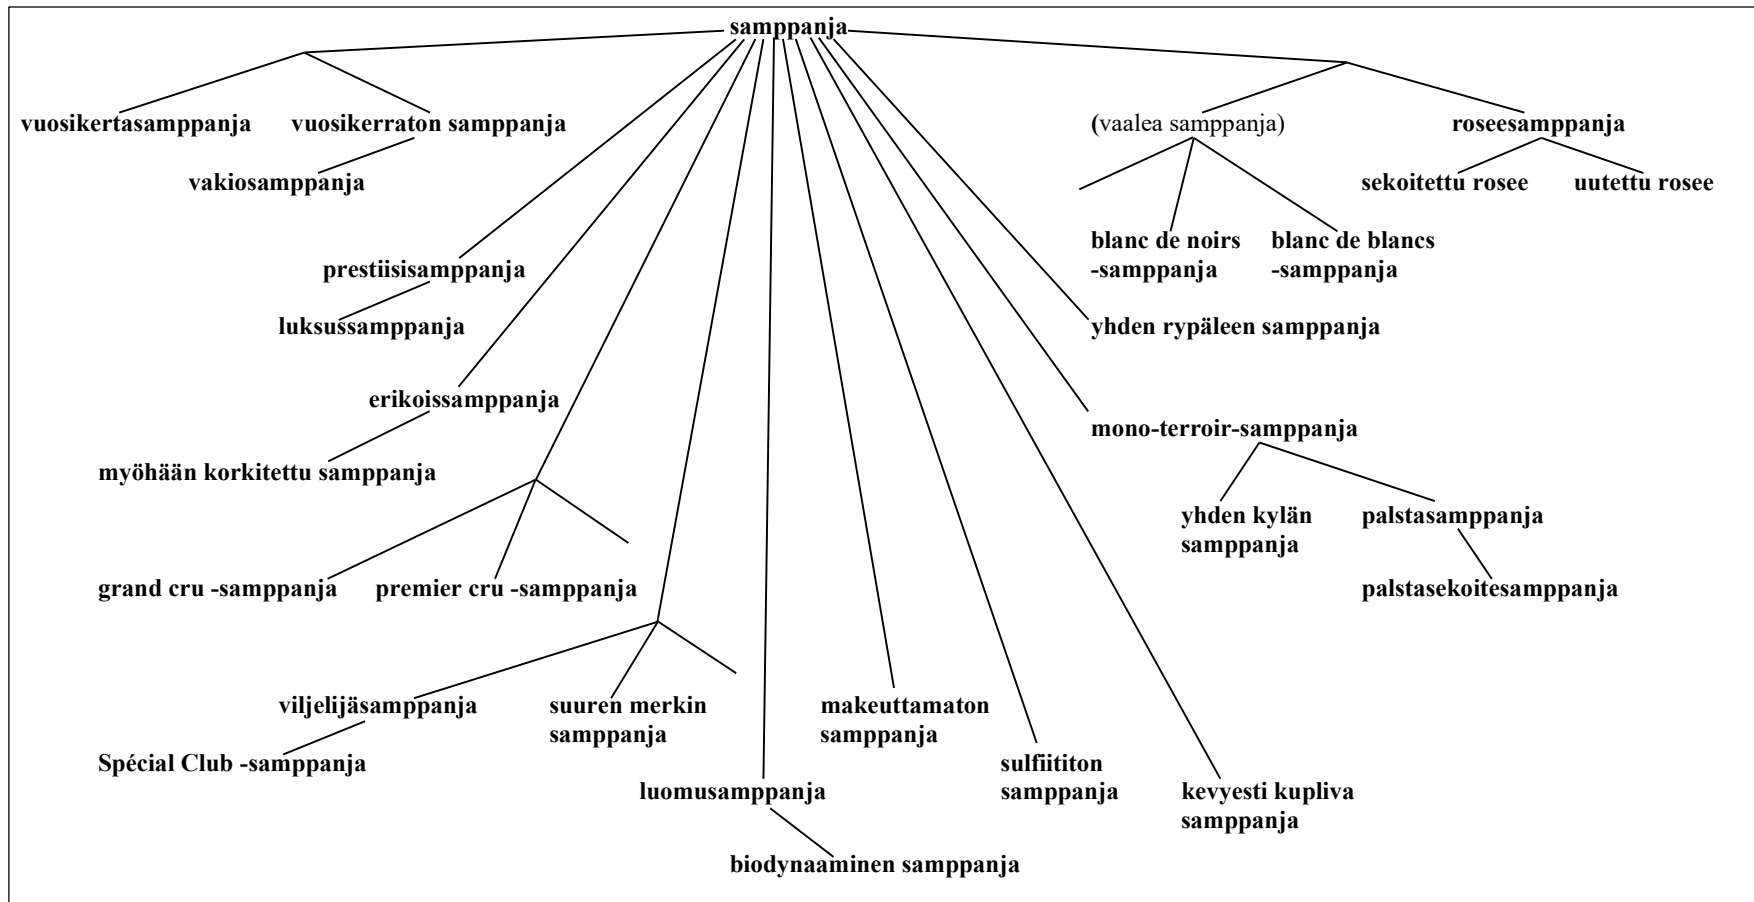 samppanja
vuosikertasamppanja
vuosikerraton samppanja
(vaalea samppanja)
roseesamppanja
vakiosamppanja
sekoitettu rosee
uutettu rosee
blanc de noirs
-samppanja
blanc de blancs
-samppanja
prestiisisamppanja
luksussamppanja
yhden rypäleen samppanja
erikoissamppanja
mono-terroir-samppanja
myöhään korkitettu samppanja
yhden kylän
samppanja
palstasamppanja
grand cru -samppanja
premier cru -samppanja
palstasekoitesamppanja
viljelijäsamppanja
suuren merkin
samppanja
makeuttamaton
samppanja
Spécial Club -samppanja
sulfiititon
samppanja
luomusamppanja
kevyesti kupliva
samppanja
biodynaaminen samppanja